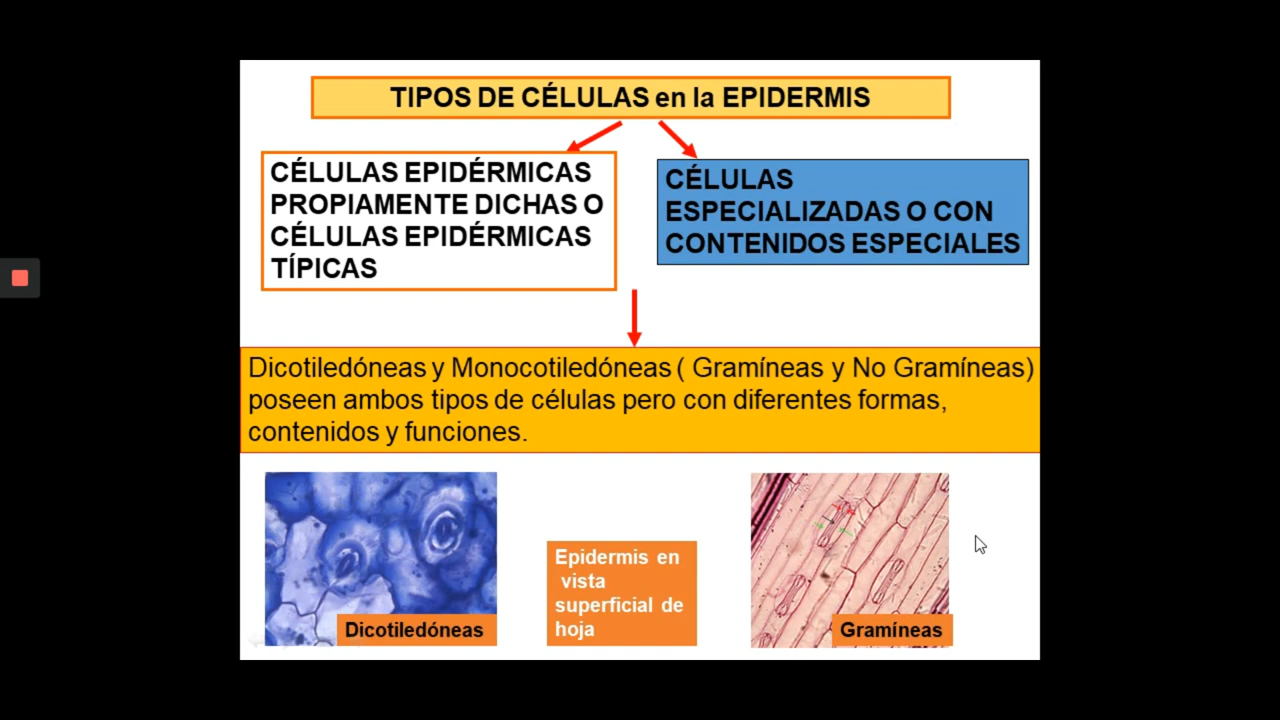 TIPOS DE CÉLULAS en la EPIDERMIS
CÉLULAS EPIDÉRMICAS
PROPIAMENTE DICHAS O
CÉLULAS EPIDÉRMICAS
TÍPICAS
CÉLULAS
ESPECIALIZADAS O CON
CONTENIDOS ESPECIALES
Dicotiledóneas y Monocotiledóneas ( Gramíneas y No Gramíneas)
poseen ambos tipos de células pero con diferentes formas,
contenidos y funciones.
Dicotiledóneas
Epidermis en
vista
superficial de
hoja
Gramíneas